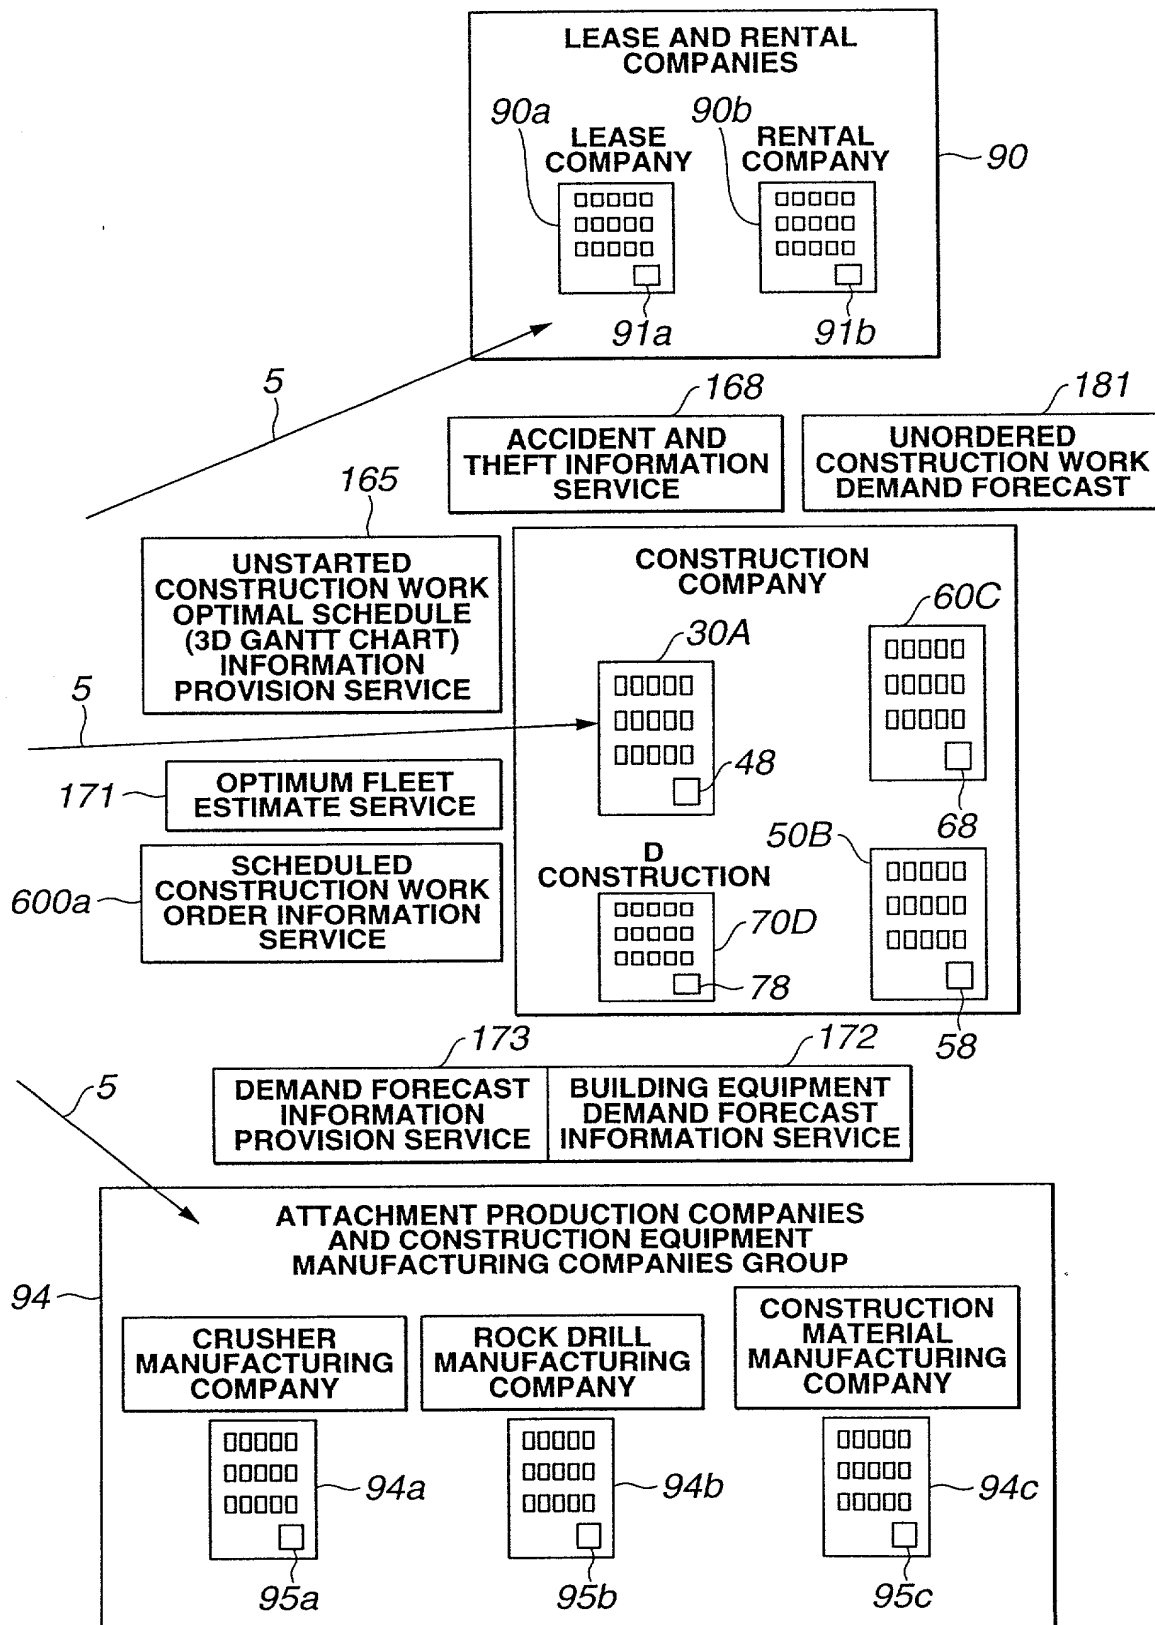 LEASE AND RENTAL
COMPANIES
90a
90b
LEASE
COMPANY
RENTAL
COMPANY
90
91a
91b
5
168
181
ACCIDENT AND
THEFT INFORMATION
SERVICE
UNORDERED
CONSTRUCTION WORK
DEMAND FORECAST
165
UNSTARTED
CONSTRUCTION WORK
OPTIMAL SCHEDULE
(3D GANTT CHART)
INFORMATION
PROVISION SERVICE
CONSTRUCTION
COMPANY
60C
30A
5
48
68
171
OPTIMUM FLEET
ESTIMATE SERVICE
50B
D
CONSTRUCTION
600a
SCHEDULED
CONSTRUCTION WORK
ORDER INFORMATION
SERVICE
70D
78
58
173
172
5
DEMAND FORECAST
INFORMATION
PROVISION SERVICE
BUILDING EQUIPMENT
DEMAND FORECAST
INFORMATION SERVICE
ATTACHMENT PRODUCTION COMPANIES
AND CONSTRUCTION EQUIPMENT
MANUFACTURING COMPANIES GROUP
94
CRUSHER
MANUFACTURING
COMPANY
ROCK DRILL
MANUFACTURING
COMPANY
CONSTRUCTION
MATERIAL
MANUFACTURING
COMPANY
94a
94b
94c
95a
95b
95c